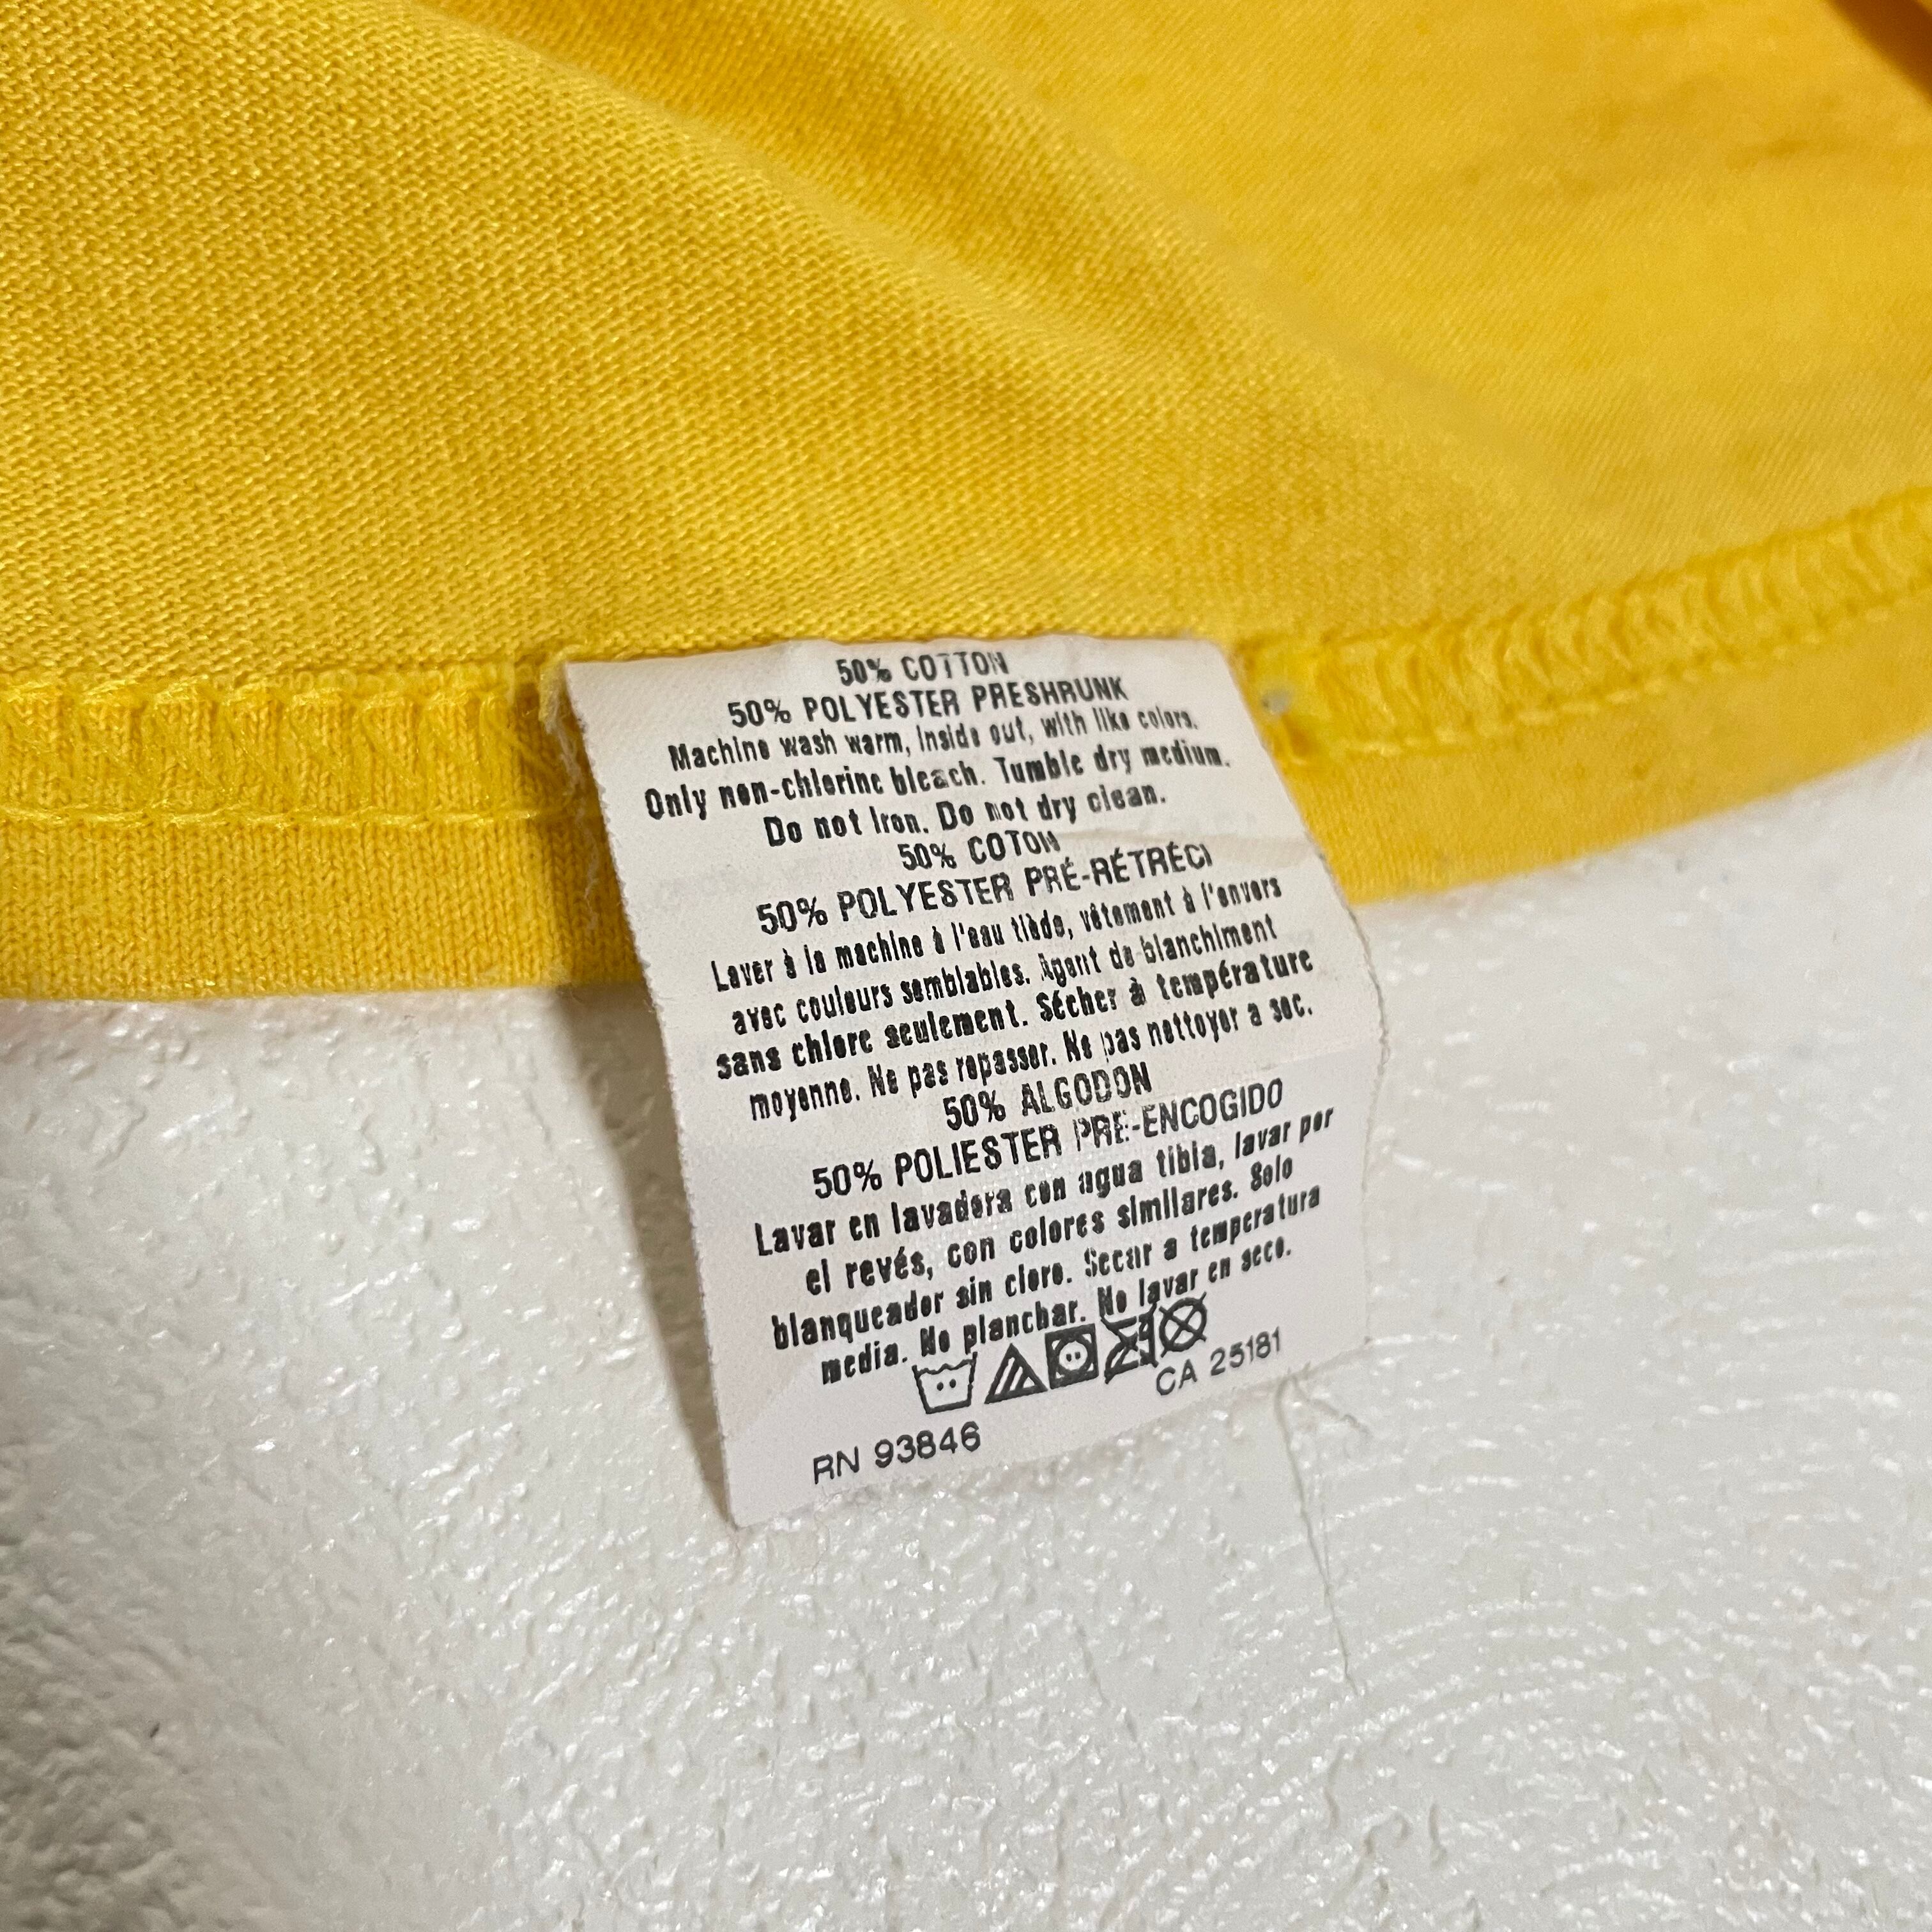 50% COTTON
50% POLYESTER PRESHRUNK
Machine wash warm, inside out, with like colors.
Only non-chlorine bleach. Tumble dry medium.
Do not Iron. Do not dry clean.
50% COTON
50% POLYESTER PRÉ-RÉTRÉCI
Laver à la machine à l'eau tiède, vêtement à l'envers
avec couleurs semblables. Agent de blanchiment
sans chlore seulement. Sécher à température
moyenne. Ne pas repasser. Ne pas nettoyer a sec.
50% ALGODON
50% POLIESTER PRE-ENCOGIDO
Lavar en lavadora con agua tibia, lavar por
el revés, con colores similares. Solo
blanqueador sin cloro. Secar a temperatura
media. No planchar. No lavar en seco.
RN 93846 CA 25181